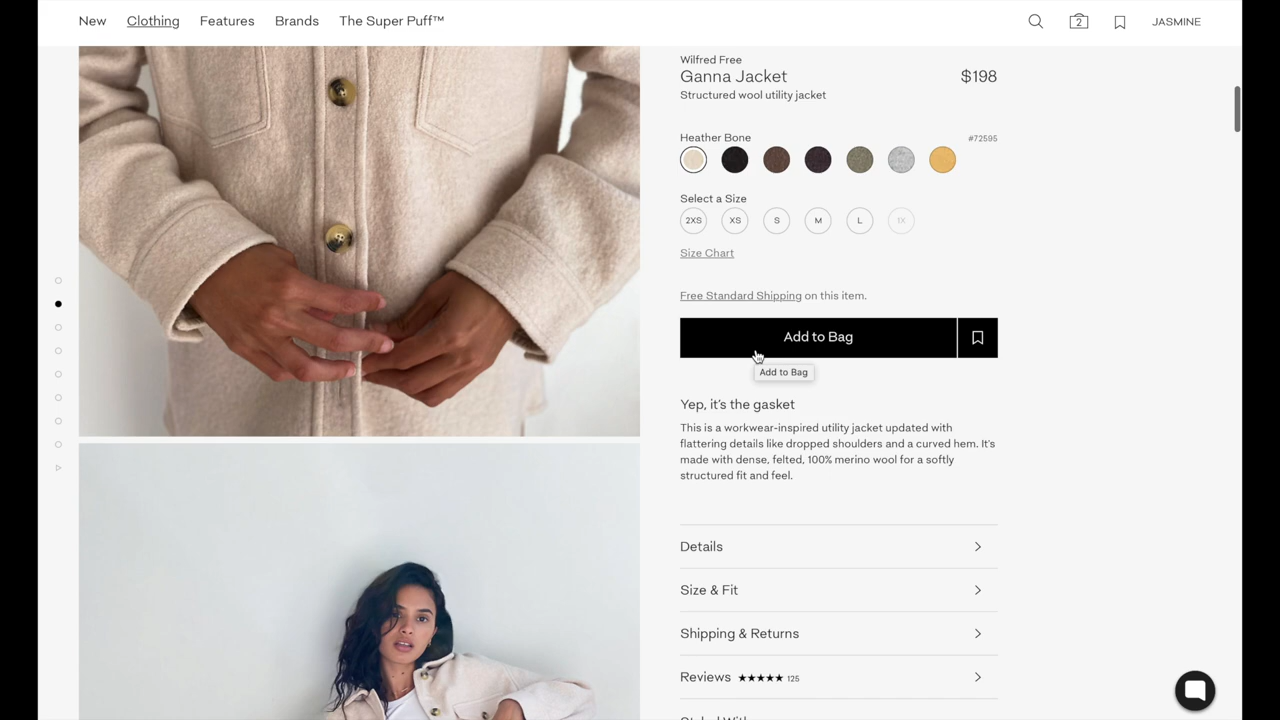 New Clothing Features Brands The Super Puff™ 2 JASMINE
Wilfred Free
Ganna Jacket $198
Structured wool utility jacket
Heather Bone #72595
Select a Size
2XS XS S M L 1X
Size Chart
Free Standard Shipping on this item.
Add to Bag
Add to Bag
Yep, it's the gasket
This is a workwear-inspired utility jacket updated with
flattering details like dropped shoulders and a curved hem. It's
made with dense, felted, 100% merino wool for a softly
structured fit and feel.
Details
Size & Fit
Shipping & Returns
Reviews ★★★★★ 125